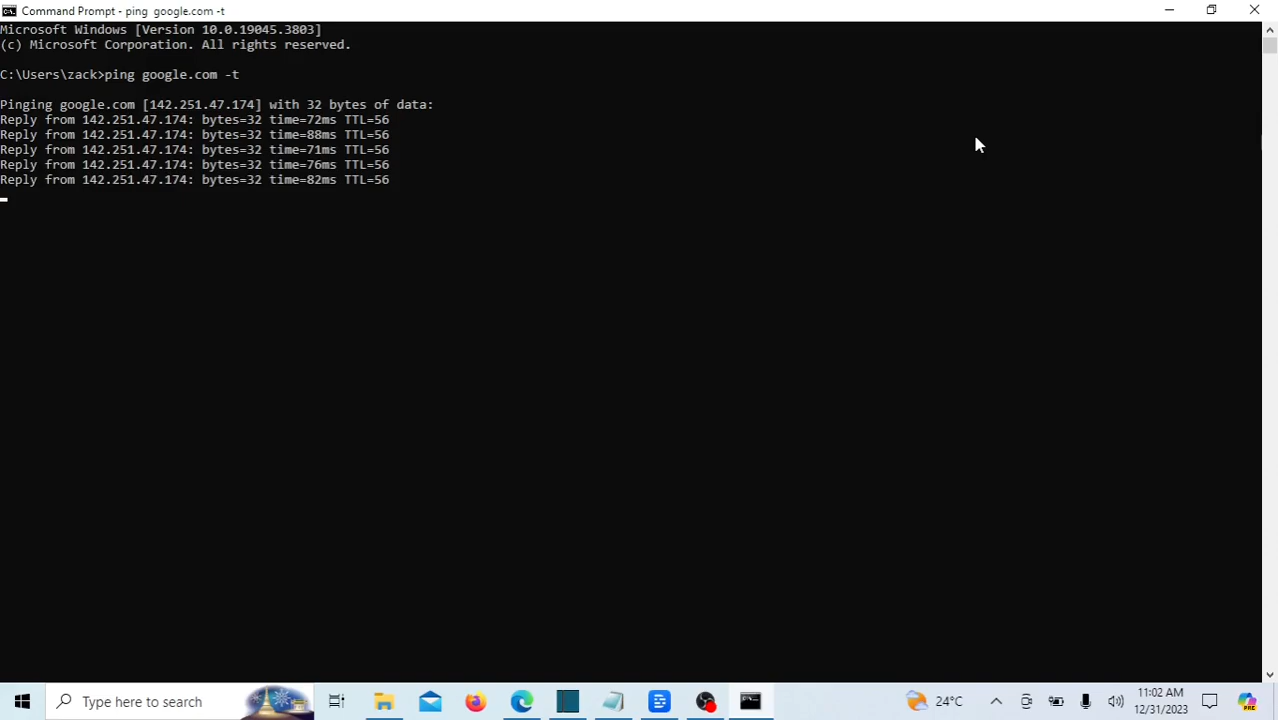 Command Prompt - ping  google.com -t
Microsoft Windows [Version 10.0.19045.3803]
(c) Microsoft Corporation. All rights reserved.
C:\Users\zack>ping google.com -t
Pinging google.com [142.251.47.174] with 32 bytes of data:
Reply from 142.251.47.174: bytes=32 time=72ms TTL=56
Reply from 142.251.47.174: bytes=32 time=88ms TTL=56
Reply from 142.251.47.174: bytes=32 time=71ms TTL=56
Reply from 142.251.47.174: bytes=32 time=76ms TTL=56
Reply from 142.251.47.174: bytes=32 time=82ms TTL=56
Type here to search
24°C
11:02 AM
12/31/2023
PRE